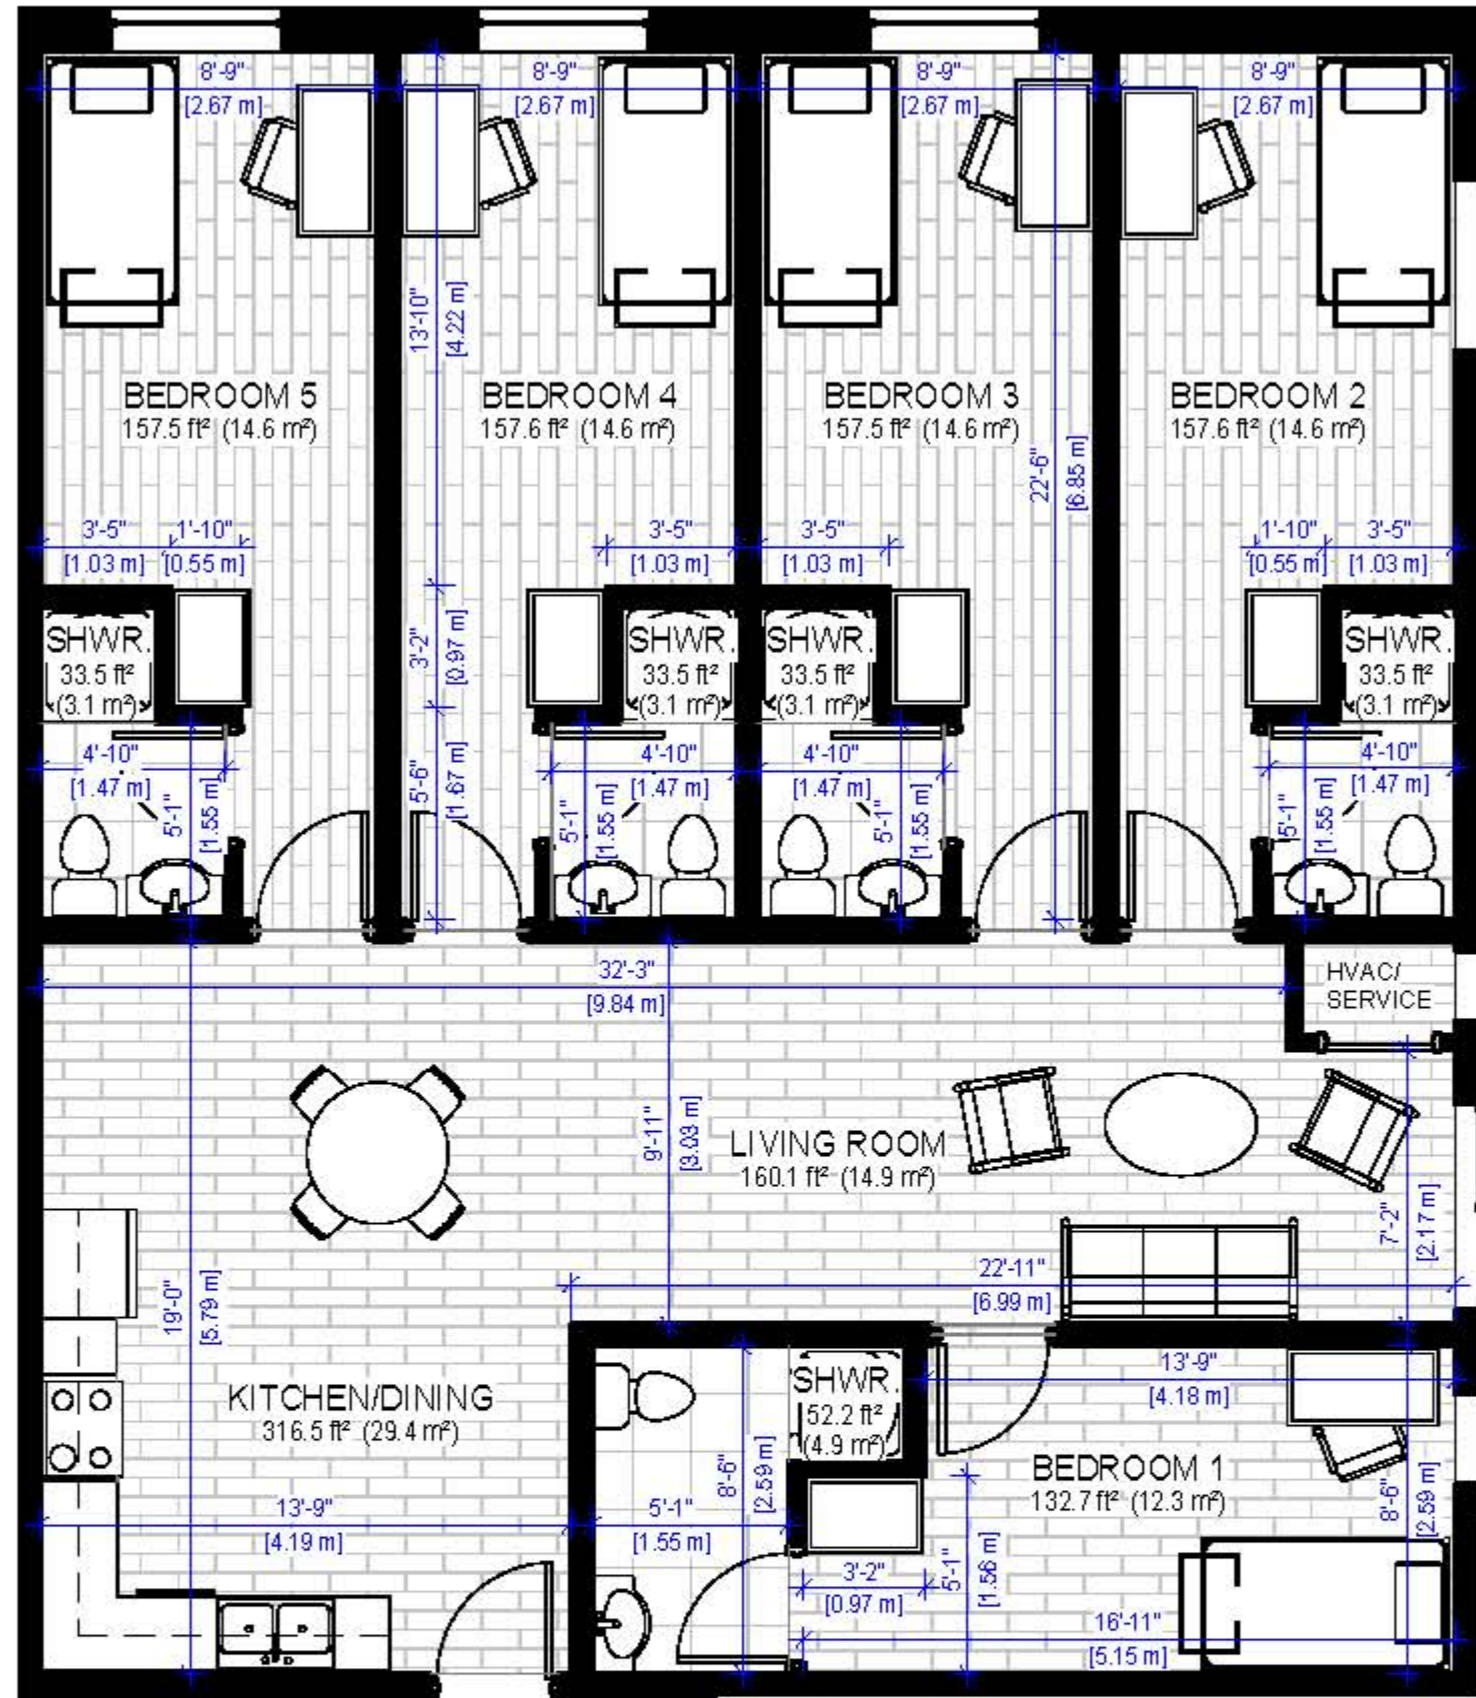 8'-9"
[2.67 m]
8'-9"
[2.67 m]
8'-9"
[2.67 m]
8'-9"
[2.67 m]
13'-10"
[4.22 m]
BEDROOM 5
157.5 ft² (14.6 m²)
BEDROOM 4
157.6 ft² (14.6 m²)
BEDROOM 3
157.5 ft² (14.6 m²)
BEDROOM 2
157.6 ft² (14.6 m²)
22'-6"
[6.85 m]
3'-5"
[1.03 m]
1'-10"
[0.55 m]
3'-5"
[1.03 m]
3'-5"
[1.03 m]
1'-10"
[0.55 m]
3'-5"
[1.03 m]
SHWR.
33.5 ft²
(3.1 m²)
3'-2"
[0.97 m]
SHWR.
33.5 ft²
(3.1 m²)
SHWR.
33.5 ft²
(3.1 m²)
SHWR.
33.5 ft²
(3.1 m²)
4'-10"
[1.47 m]
5'-1"
[1.55 m]
5'-6"
[1.67 m]
4'-10"
[1.47 m]
5'-1"
[1.55 m]
4'-10"
[1.47 m]
5'-1"
[1.55 m]
4'-10"
[1.47 m]
5'-1"
[1.55 m]
32'-3"
[9.84 m]
HVAC/
SERVICE
9'-11"
[3.03 m]
LIVING ROOM
160.1 ft² (14.9 m²)
7'-2"
[2.17 m]
22'-11"
[6.99 m]
19'-0"
[5.79 m]
KITCHEN/DINING
316.5 ft² (29.4 m²)
13'-9"
[4.19 m]
SHWR.
52.2 ft²
(4.9 m²)
8'-6"
[2.59 m]
5'-1"
[1.55 m]
13'-9"
[4.18 m]
BEDROOM 1
132.7 ft² (12.3 m²)
8'-6"
[2.59 m]
3'-2"
[0.97 m]
5'-1"
[1.56 m]
16'-11"
[5.15 m]